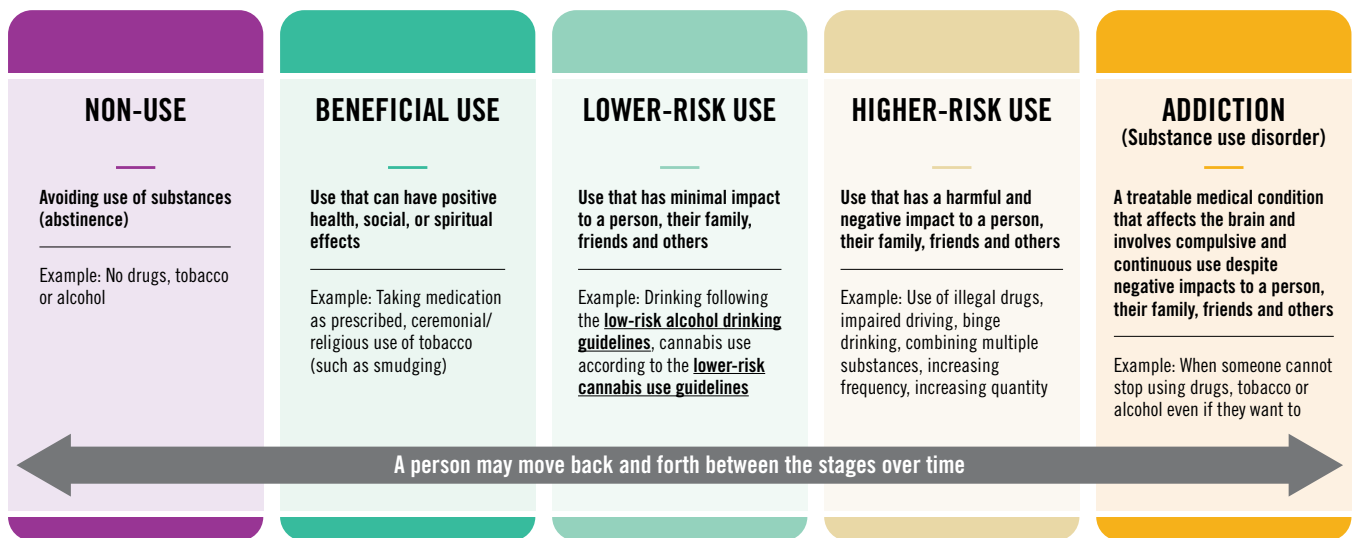 NON-USE
Avoiding use of substances
(abstinence)
Example: No drugs, tobacco
or alcohol
BENEFICIAL USE
Use that can have positive
health, social, or spiritual
effects
Example: Taking medication
as prescribed, ceremonial/
religious use of tobacco
(such as smudging)
LOWER-RISK USE
Use that has minimal impact
to a person, their family,
friends and others
Example: Drinking following
the low-risk alcohol drinking
guidelines, cannabis use
according to the lower-risk
cannabis use guidelines
HIGHER-RISK USE
Use that has a harmful and
negative impact to a person,
their family, friends and others
Example: Use of illegal drugs,
impaired driving, binge
drinking, combining multiple
substances, increasing
frequency, increasing quantity
ADDICTION
(Substance use disorder)
A treatable medical condition
that affects the brain and
involves compulsive and
continuous use despite
negative impacts to a person,
their family, friends and others
Example: When someone cannot
stop using drugs, tobacco or
alcohol even if they want to
A person may move back and forth between the stages over time